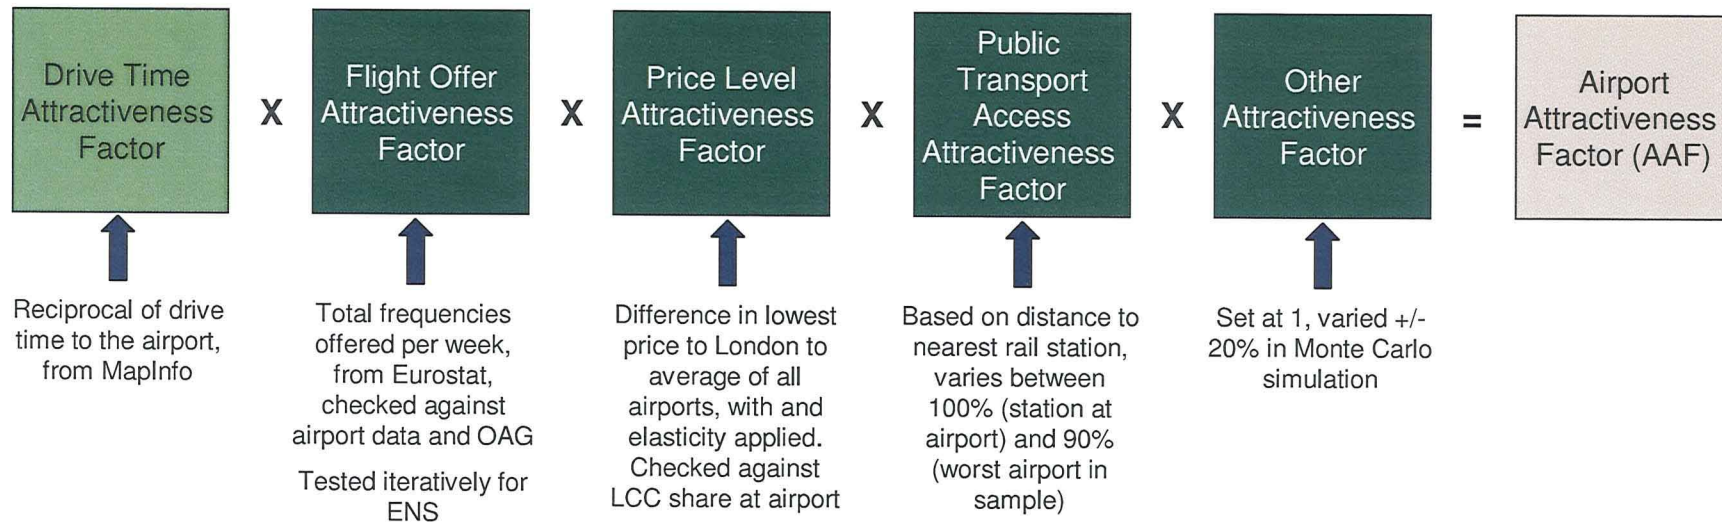 Drive Time
Attractiveness
Factor
X
Flight Offer
Attractiveness
Factor
X
Price Level
Attractiveness
Factor
X
Public
Transport
Access
Attractiveness
Factor
X
Other
Attractiveness
Factor
=
Airport
Attractiveness
Factor (AAF)
Reciprocal of drive
time to the airport,
from MapInfo
Total frequencies
offered per week,
from Eurostat,
checked against
airport data and OAG
Tested iteratively for
ENS
Difference in lowest
price to London to
average of all
airports, with and
elasticity applied.
Checked against
LCC share at airport
Based on distance to
nearest rail station,
varies between
100% (station at
airport) and 90%
(worst airport in
sample)
Set at 1, varied +/-
20% in Monte Carlo
simulation